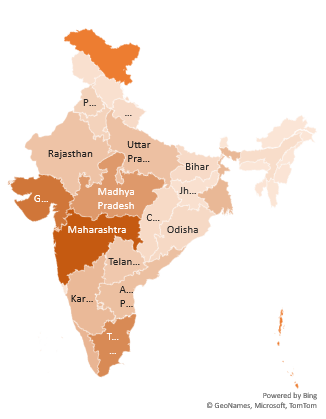 P...
...
Rajasthan
Uttar
Pra...
Bihar
G...
Madhya
Pradesh
Jh...
Maharashtra
C...
Odisha
Telan...
Kar...
A...
P...
T...
...
Powered by Bing
© GeoNames, Microsoft, TomTom